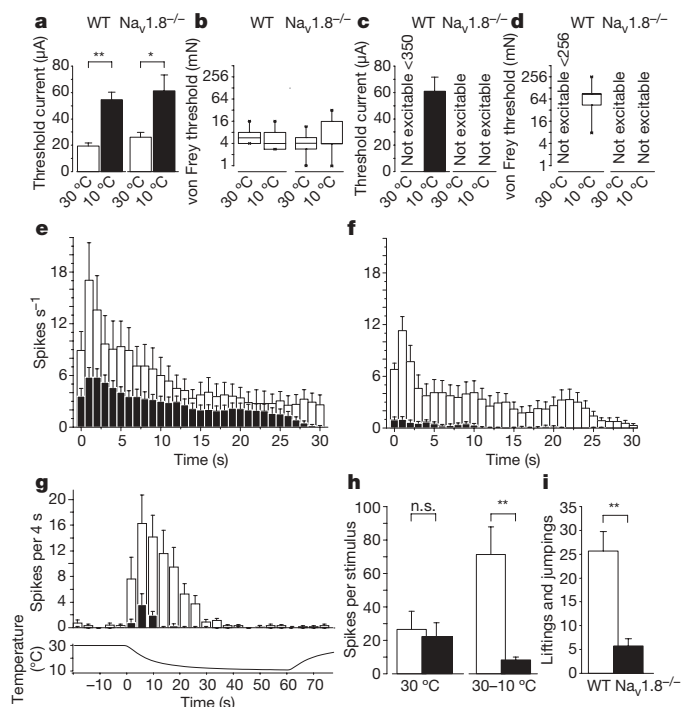 a WT Nav1.8−/−
**
*
Threshold current (μA)
80
60
40
20
0
30 °C
10 °C
30 °C
10 °C
b WT Nav1.8−/−
von Frey threshold (mN)
256
64
16
4
1
30 °C
10 °C
30 °C
10 °C
c WT Nav1.8−/−
Threshold current (μA)
80
60
40
20
0
Not excitable <350
Not excitable
Not excitable
30 °C
10 °C
30 °C
10 °C
d WT Nav1.8−/−
von Frey threshold (mN)
256
64
16
4
1
Not excitable <256
Not excitable
Not excitable
30 °C
10 °C
30 °C
10 °C
e
Spikes s−1
18
12
6
0
0 5 10 15 20 25 30
Time (s)
f
18
12
6
0
0 5 10 15 20 25 30
Time (s)
g
Spikes per 4 s
20
16
12
8
4
0
Temperature (°C)
30
10
−10 0 10 20 30 40 50 60 70
Time (s)
h
n.s.
**
Spikes per stimulus
100
80
60
40
20
0
30 °C 30–10 °C
i
**
Liftings and jumpings
35
30
25
20
15
10
5
0
WT Nav1.8−/−